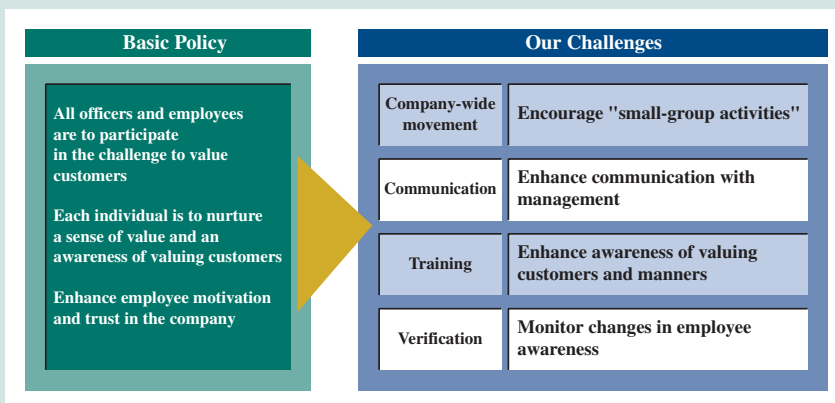 Basic Policy
All officers and employees
are to participate
in the challenge to value
customers
Each individual is to nurture
a sense of value and an
awareness of valuing customers
Enhance employee motivation
and trust in the company
Our Challenges
Company-wide
movement
Encourage "small-group activities"
Communication
Enhance communication with
management
Training
Enhance awareness of valuing
customers and manners
Verification
Monitor changes in employee
awareness